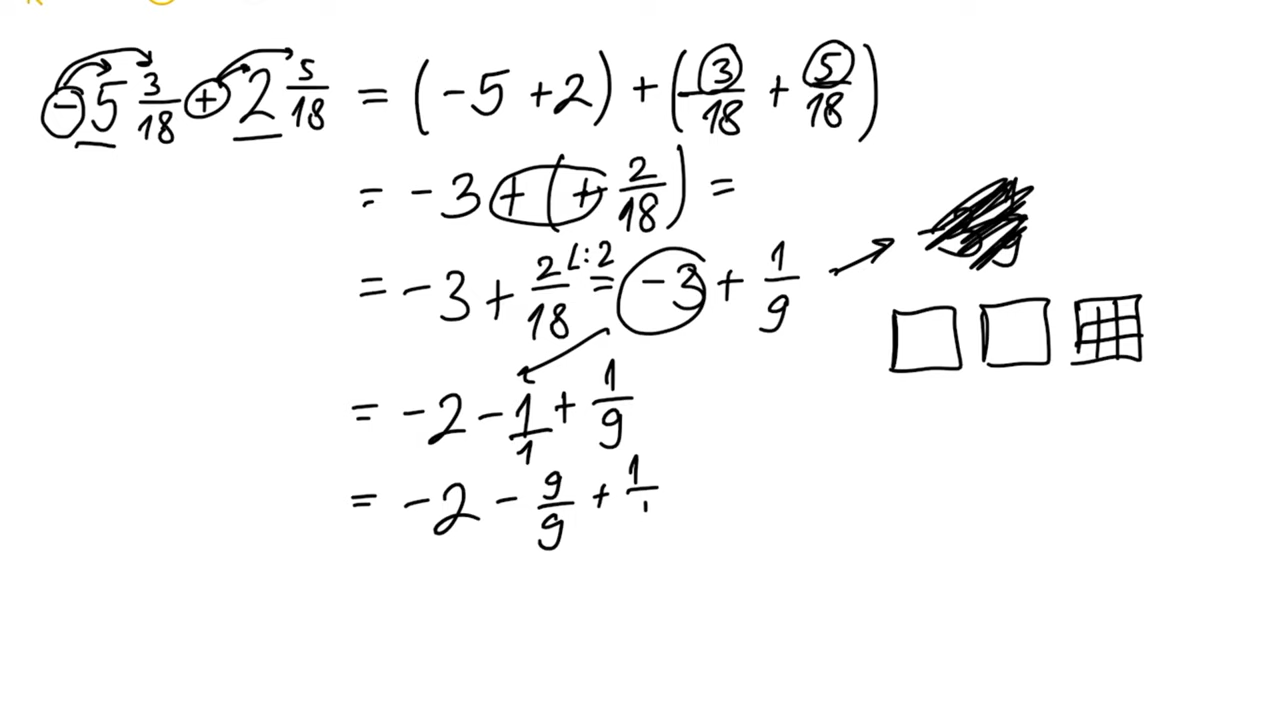 -5 3/18 + 2 5/18 = (-5 + 2) + (-3/18 + 5/18)
= -3 + (+ 2/18) =
= -3 + 2/18 |:2 = -3 + 1/9
= -2 - 1/1 + 1/9
= -2 - 9/9 + 1/